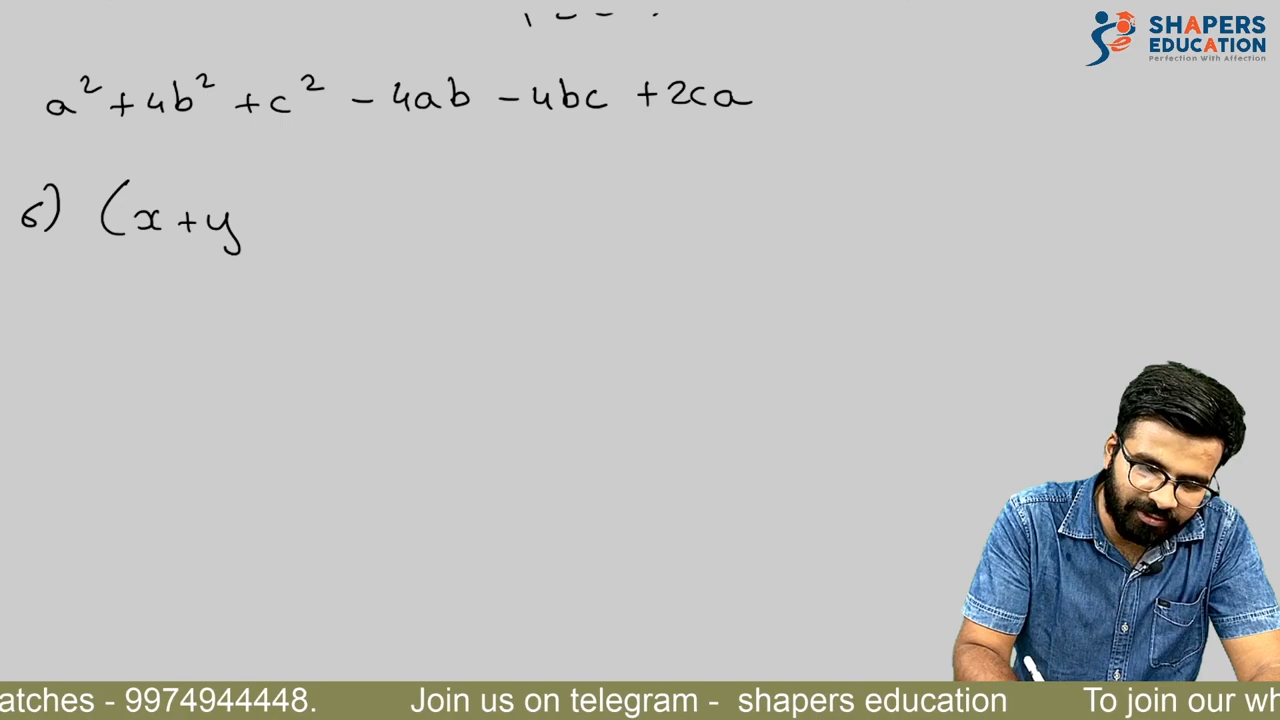 SHAPERS
EDUCATION
Perfection With Affection
a² + 4b² + c² - 4ab - 4bc + 2ca
6) (x + y
atches - 9974944448. Join us on telegram - shapers education To join our wh